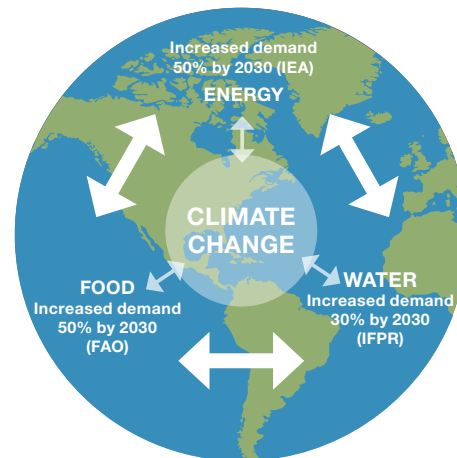 Increased demand
50% by 2030 (IEA)
ENERGY
CLIMATE
CHANGE
FOOD
Increased demand
50% by 2030
(FAO)
WATER
Increased demand
30% by 2030
(IFPR)